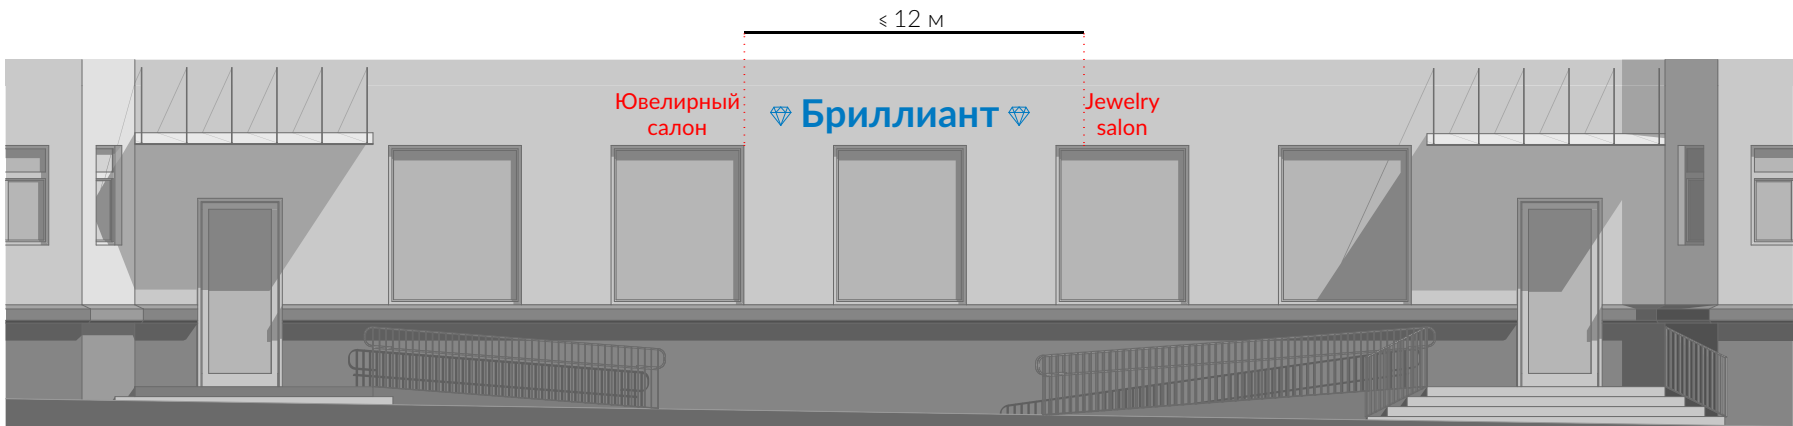 ⩽ 12 м
Ювелирный
салон
Бриллиант
Jewelry
salon